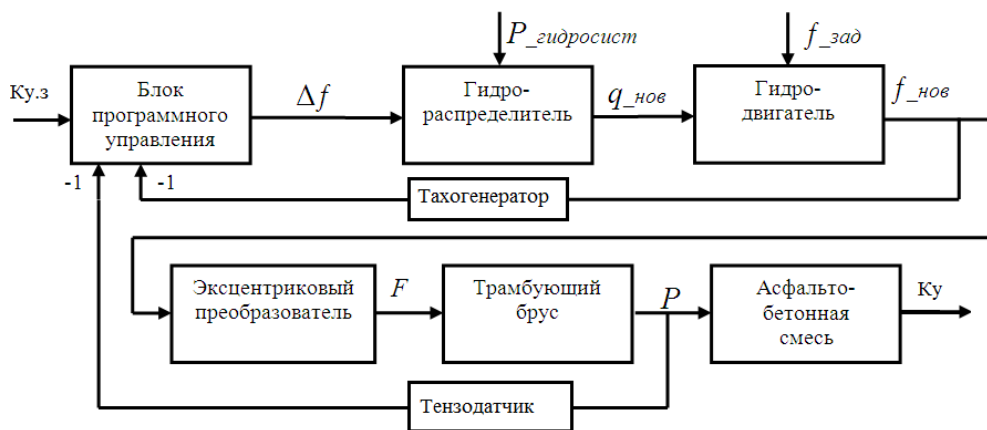 P_гидросист
f_зад
Ку.з
Блок
программного
управления
Δf
Гидро-
распределитель
q_нов
Гидро-
двигатель
f_нов
-1
-1
Тахогенератор
Эксцентриковый
преобразователь
F
Трамбующий
брус
P
Асфальто-
бетонная
смесь
Ку
Тензодатчик